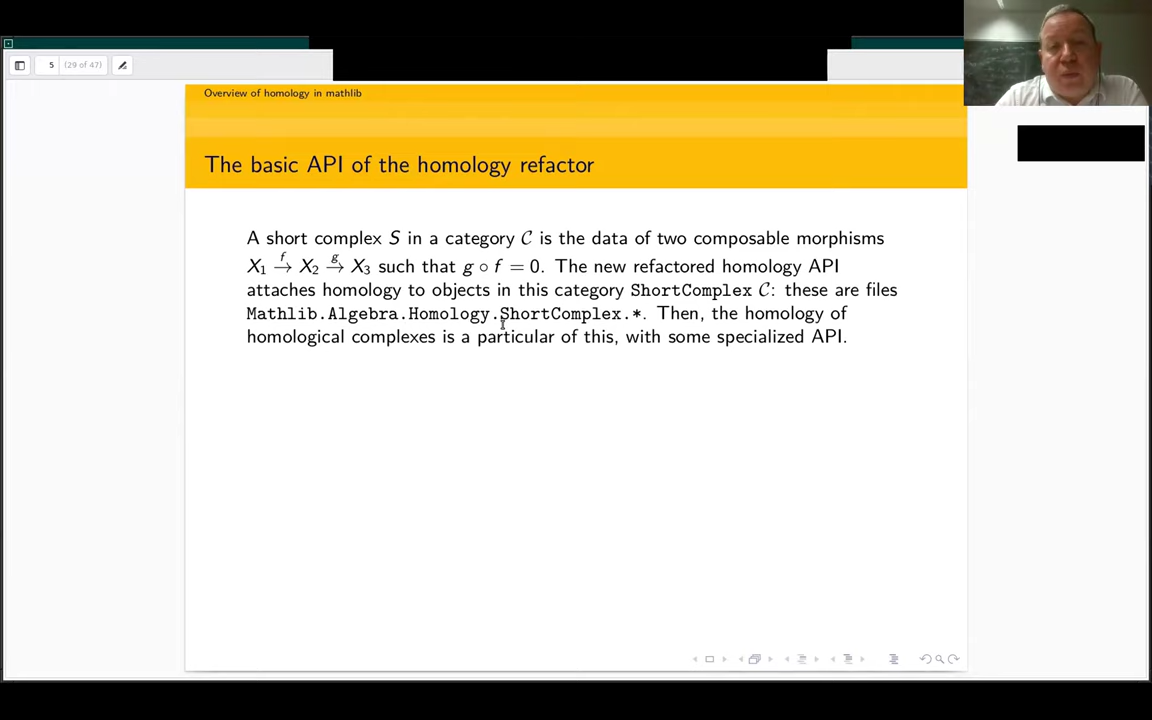 5 (29 of 47)
Overview of homology in mathlib
The basic API of the homology refactor
A short complex S in a category 𝒞 is the data of two composable morphisms
X₁ →^f X₂ →^g X₃ such that g ∘ f = 0. The new refactored homology API
attaches homology to objects in this category ShortComplex 𝒞: these are files
Mathlib.Algebra.Homology.ShortComplex.*. Then, the homology of
homological complexes is a particular of this, with some specialized API.